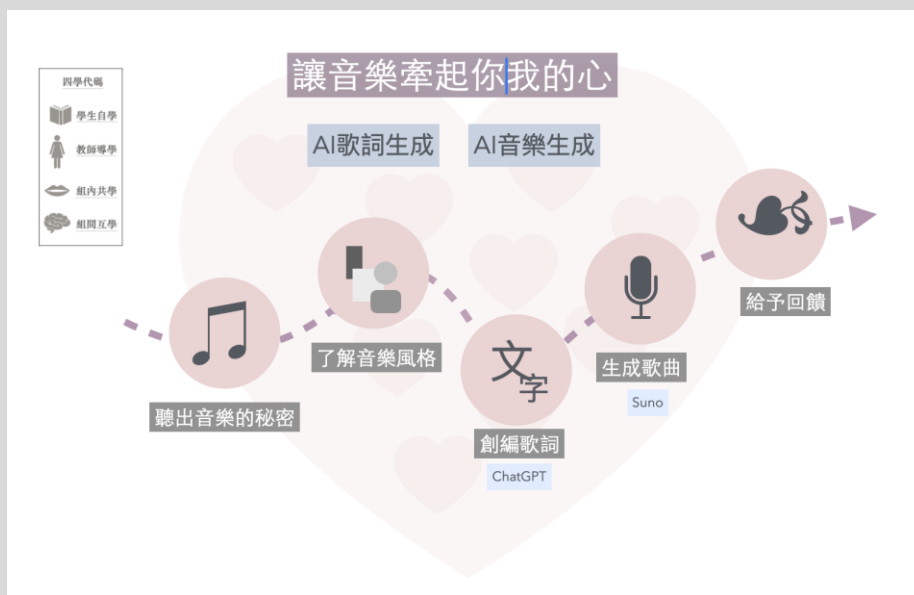 讓音樂牽起你我的心
四學代碼
學生自學
教師導學
組內共學
組間互學
AI歌詞生成
AI音樂生成
聽出音樂的秘密
了解音樂風格
文字
創編歌詞
ChatGPT
生成歌曲
Suno
給予回饋